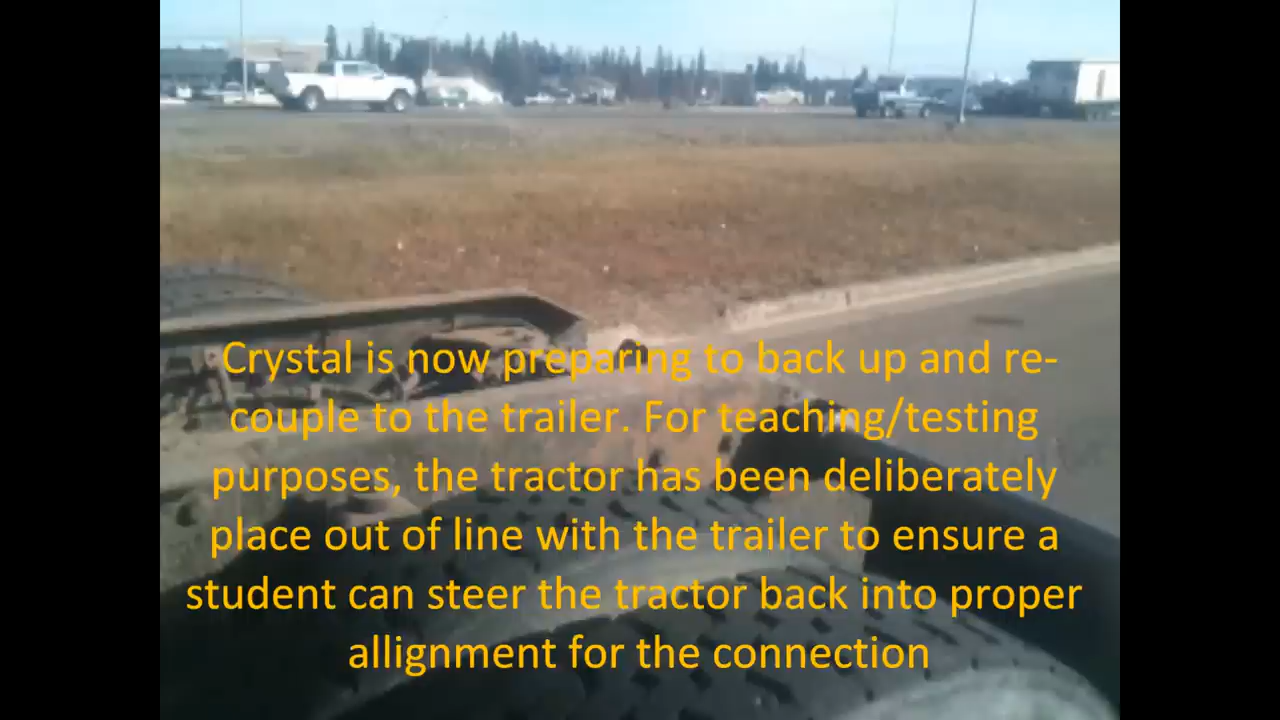 Crystal is now preparing to back up and re-
couple to the trailer. For teaching/testing
purposes, the tractor has been deliberately
place out of line with the trailer to ensure a
student can steer the tractor back into proper
allignment for the connection